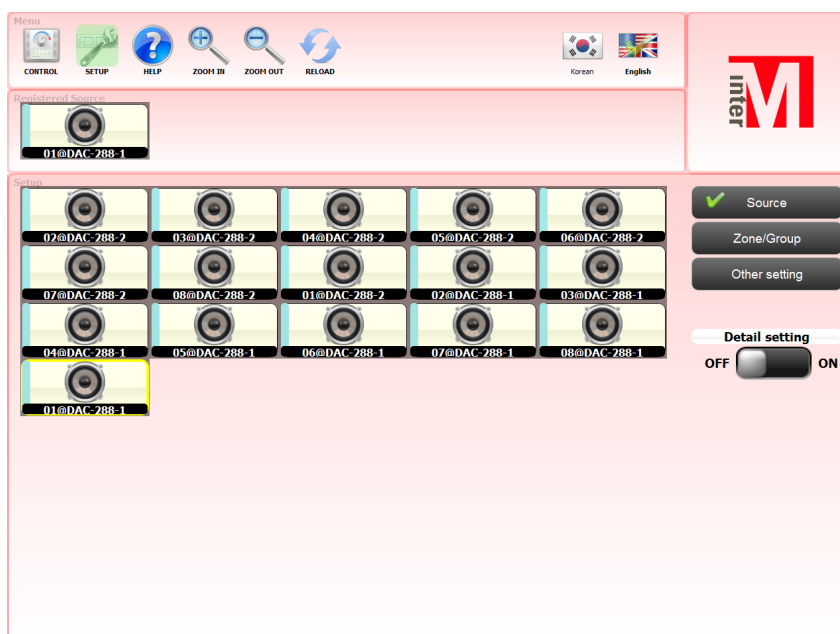 Menu
CONTROL SETUP HELP ZOOM IN ZOOM OUT RELOAD Korean English
inter M
Registered Source
01@DAC-288-1
Setup
02@DAC-288-2 03@DAC-288-2 04@DAC-288-2 05@DAC-288-2 06@DAC-288-2
07@DAC-288-2 08@DAC-288-2 01@DAC-288-2 02@DAC-288-1 03@DAC-288-1
04@DAC-288-1 05@DAC-288-1 06@DAC-288-1 07@DAC-288-1 08@DAC-288-1
01@DAC-288-1
Source
Zone/Group
Other setting
Detail setting
OFF ON